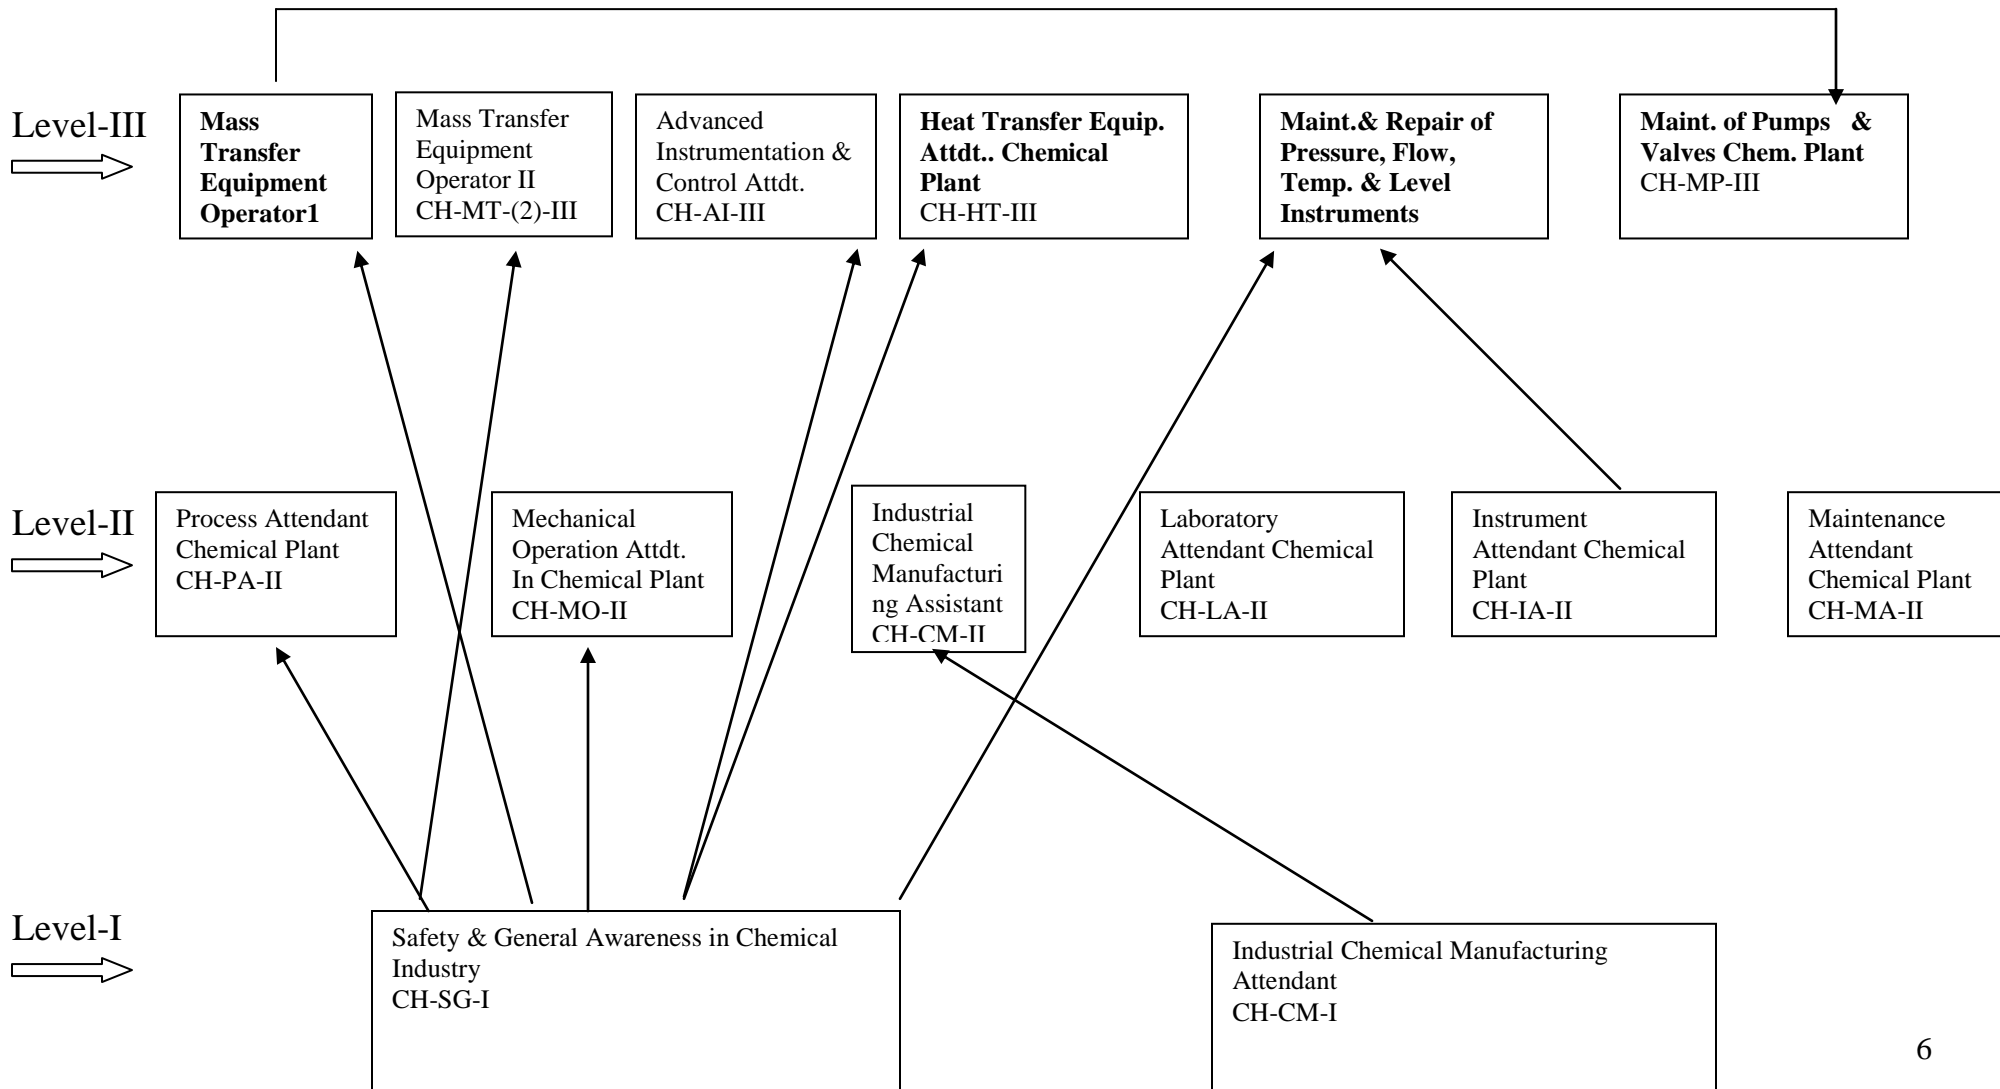 Level-III
Mass
Transfer
Equipment
Operator1
Mass Transfer
Equipment
Operator II
CH-MT-(2)-III
Advanced
Instrumentation &
Control Attdt.
CH-AI-III
Heat Transfer Equip.
Attdt.. Chemical
Plant
CH-HT-III
Maint.& Repair of
Pressure, Flow,
Temp. & Level
Instruments
Maint. of Pumps &
Valves Chem. Plant
CH-MP-III
Level-II
Process Attendant
Chemical Plant
CH-PA-II
Mechanical
Operation Attdt.
In Chemical Plant
CH-MO-II
Industrial
Chemical
Manufacturi
ng Assistant
CH-CM-II
Laboratory
Attendant Chemical
Plant
CH-LA-II
Instrument
Attendant Chemical
Plant
CH-IA-II
Maintenance
Attendant
Chemical Plant
CH-MA-II
Level-I
Safety & General Awareness in Chemical
Industry
CH-SG-I
Industrial Chemical Manufacturing
Attendant
CH-CM-I
6